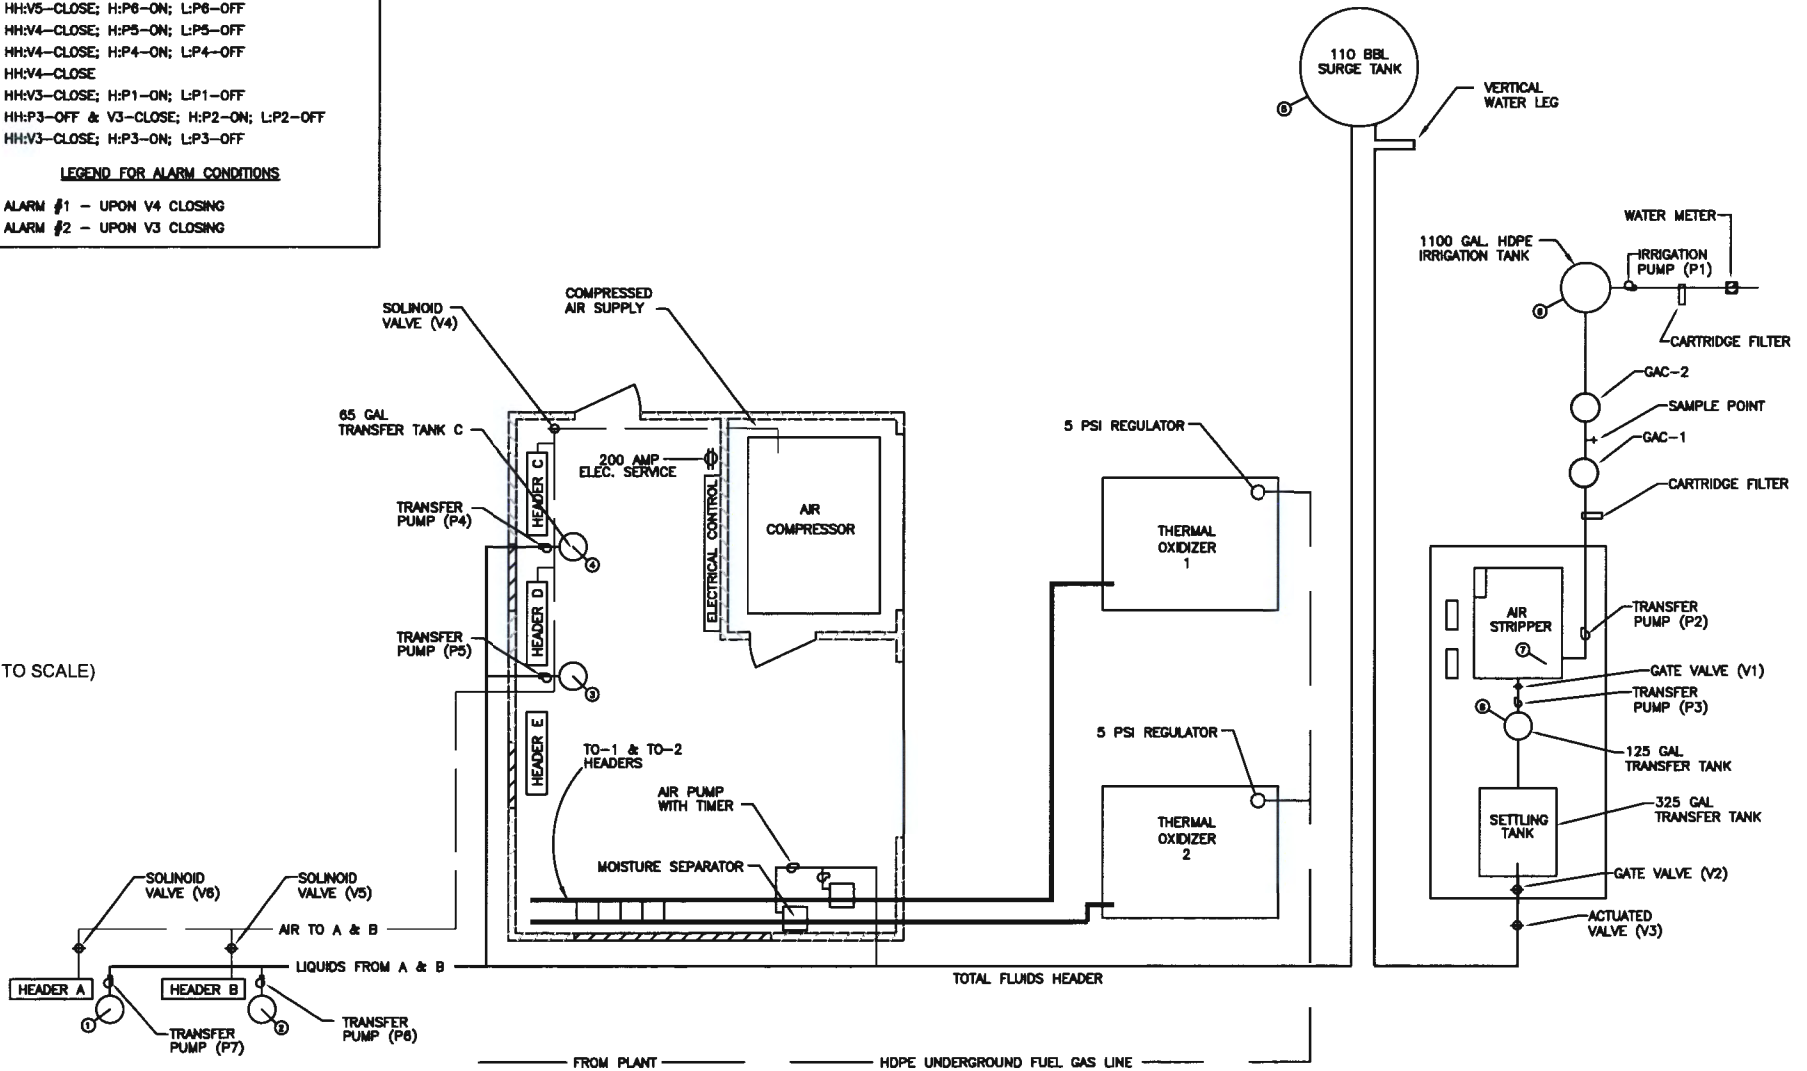 HH:V5-CLOSE; H:P6-ON; L:P6-OFF
HH:V4-CLOSE; H:P5-ON; L:P5-OFF
HH:V4-CLOSE; H:P4-ON; L:P4-OFF
HH:V4-CLOSE
HH:V3-CLOSE; H:P1-ON; L:P1-OFF
HH:P3-OFF & V3-CLOSE; H:P2-ON; L:P2-OFF
HH:V3-CLOSE; H:P3-ON; L:P3-OFF
LEGEND FOR ALARM CONDITIONS
ALARM #1 - UPON V4 CLOSING
ALARM #2 - UPON V3 CLOSING
110 BBL
SURGE TANK
5
VERTICAL
WATER LEG
WATER METER
1100 GAL. HDPE
IRRIGATION TANK
IRRIGATION
PUMP (P1)
CARTRIDGE FILTER
GAC-2
SAMPLE POINT
GAC-1
CARTRIDGE FILTER
SOLINOID
VALVE (V4)
COMPRESSED
AIR SUPPLY
65 GAL
TRANSFER TANK C
200 AMP
ELEC. SERVICE
HEADER C
TRANSFER
PUMP (P4)
4
ELECTRICAL CONTROL
AIR
COMPRESSOR
HEADER D
TRANSFER
PUMP (P5)
3
HEADER E
TO SCALE)
5 PSI REGULATOR
THERMAL
OXIDIZER
1
5 PSI REGULATOR
THERMAL
OXIDIZER
2
AIR
STRIPPER
7
TRANSFER
PUMP (P2)
GATE VALVE (V1)
TRANSFER
PUMP (P3)
125 GAL
TRANSFER TANK
SETTLING
TANK
325 GAL
TRANSFER TANK
GATE VALVE (V2)
ACTUATED
VALVE (V3)
TO-1 & TO-2
HEADERS
AIR PUMP
WITH TIMER
MOISTURE SEPARATOR
SOLINOID
VALVE (V6)
SOLINOID
VALVE (V5)
AIR TO A & B
LIQUIDS FROM A & B
HEADER A
HEADER B
1
2
TRANSFER
PUMP (P7)
TRANSFER
PUMP (P6)
TOTAL FLUIDS HEADER
FROM PLANT
HDPE UNDERGROUND FUEL GAS LINE